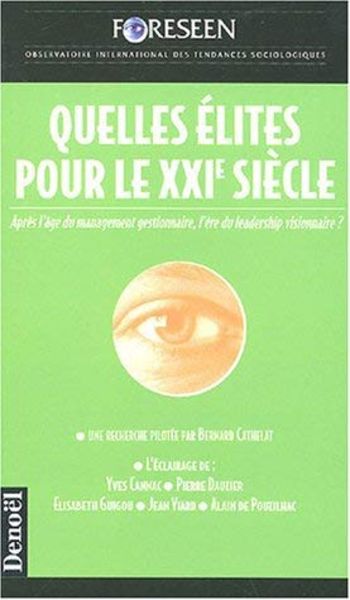 FORESEEN
OBSERVATOIRE INTERNATIONAL DES TENDANCES SOCIOLOGIQUES
QUELLES ÉLITES
POUR LE XXIE SIÈCLE
Après l'âge du management gestionnaire, l'ère du leadership visionnaire ?
● UNE RECHERCHE PILOTÉE PAR BERNARD CATHELAT
● L'ÉCLAIRAGE DE :
YVES CANNAC ● PIERRE DAUZIER
ELISABETH GUIGOU ● JEAN VIARD ● ALAIN DE POUZILHAC
Denoël